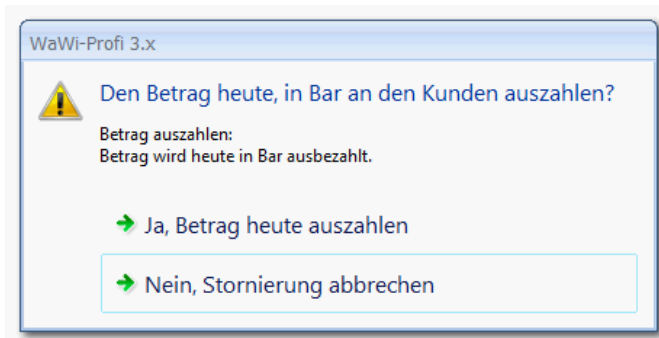 WaWi-Profi 3.x
Den Betrag heute, in Bar an den Kunden auszahlen?
Betrag auszahlen:
Betrag wird heute in Bar ausbezahlt.
Ja, Betrag heute auszahlen
Nein, Stornierung abbrechen